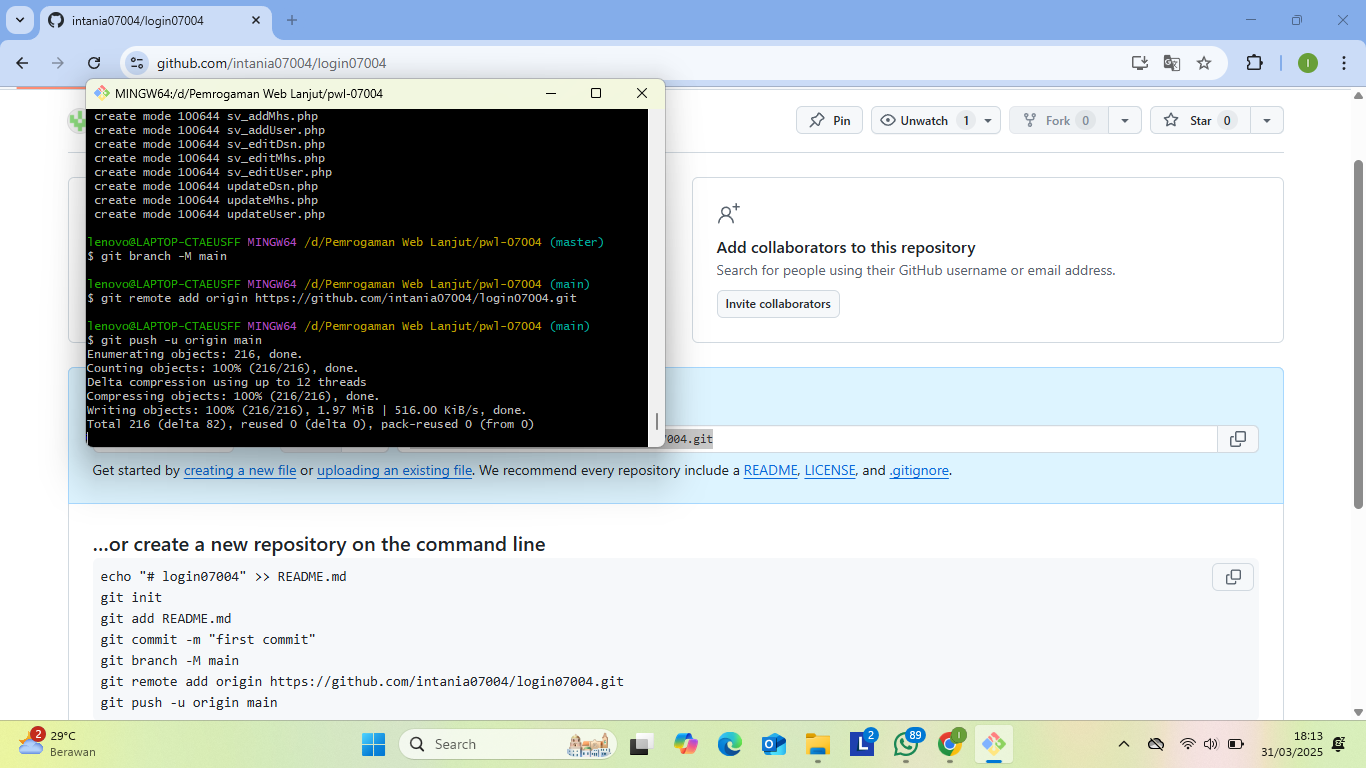 intania07004/login07004
github.com/intania07004/login07004
I
MINGW64:/d/Pemrogaman Web Lanjut/pwl-07004
create mode 100644 sv_addMhs.php
create mode 100644 sv_addUser.php
create mode 100644 sv_editDsn.php
create mode 100644 sv_editMhs.php
create mode 100644 sv_editUser.php
create mode 100644 updateDsn.php
create mode 100644 updateMhs.php
create mode 100644 updateUser.php
lenovo@LAPTOP-CTAEUSFF MINGW64 /d/Pemrogaman Web Lanjut/pwl-07004 (master)
$ git branch -M main
lenovo@LAPTOP-CTAEUSFF MINGW64 /d/Pemrogaman Web Lanjut/pwl-07004 (main)
$ git remote add origin https://github.com/intania07004/login07004.git
lenovo@LAPTOP-CTAEUSFF MINGW64 /d/Pemrogaman Web Lanjut/pwl-07004 (main)
$ git push -u origin main
Enumerating objects: 216, done.
Counting objects: 100% (216/216), done.
Delta compression using up to 12 threads
Compressing objects: 100% (216/216), done.
Writing objects: 100% (216/216), 1.97 MiB | 516.00 KiB/s, done.
Total 216 (delta 82), reused 0 (delta 0), pack-reused 0 (from 0)
Pin
Unwatch 1
Fork 0
Star 0
Add collaborators to this repository
Search for people using their GitHub username or email address.
Invite collaborators
004.git
Get started by creating a new file or uploading an existing file. We recommend every repository include a README, LICENSE, and .gitignore.
...or create a new repository on the command line
echo "# login07004" >> README.md
git init
git add README.md
git commit -m "first commit"
git branch -M main
git remote add origin https://github.com/intania07004/login07004.git
git push -u origin main
2
29°C
Berawan
Search
L
2
89
I
18:13
31/03/2025